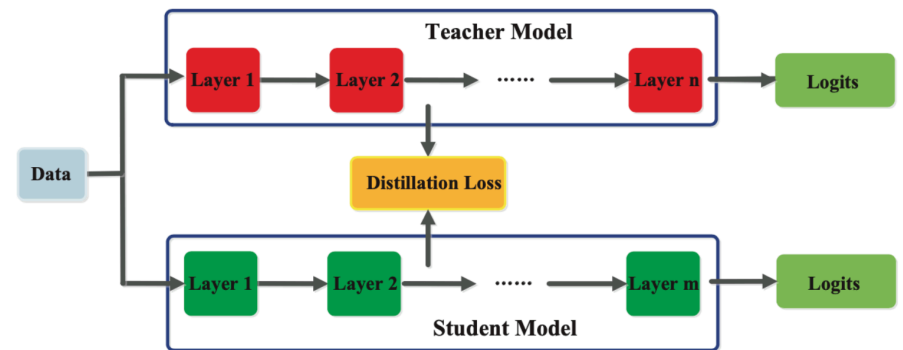 Teacher Model
Layer 1
Layer 2
......
Layer n
Logits
Data
Distillation Loss
Layer 1
Layer 2
......
Layer m
Logits
Student Model